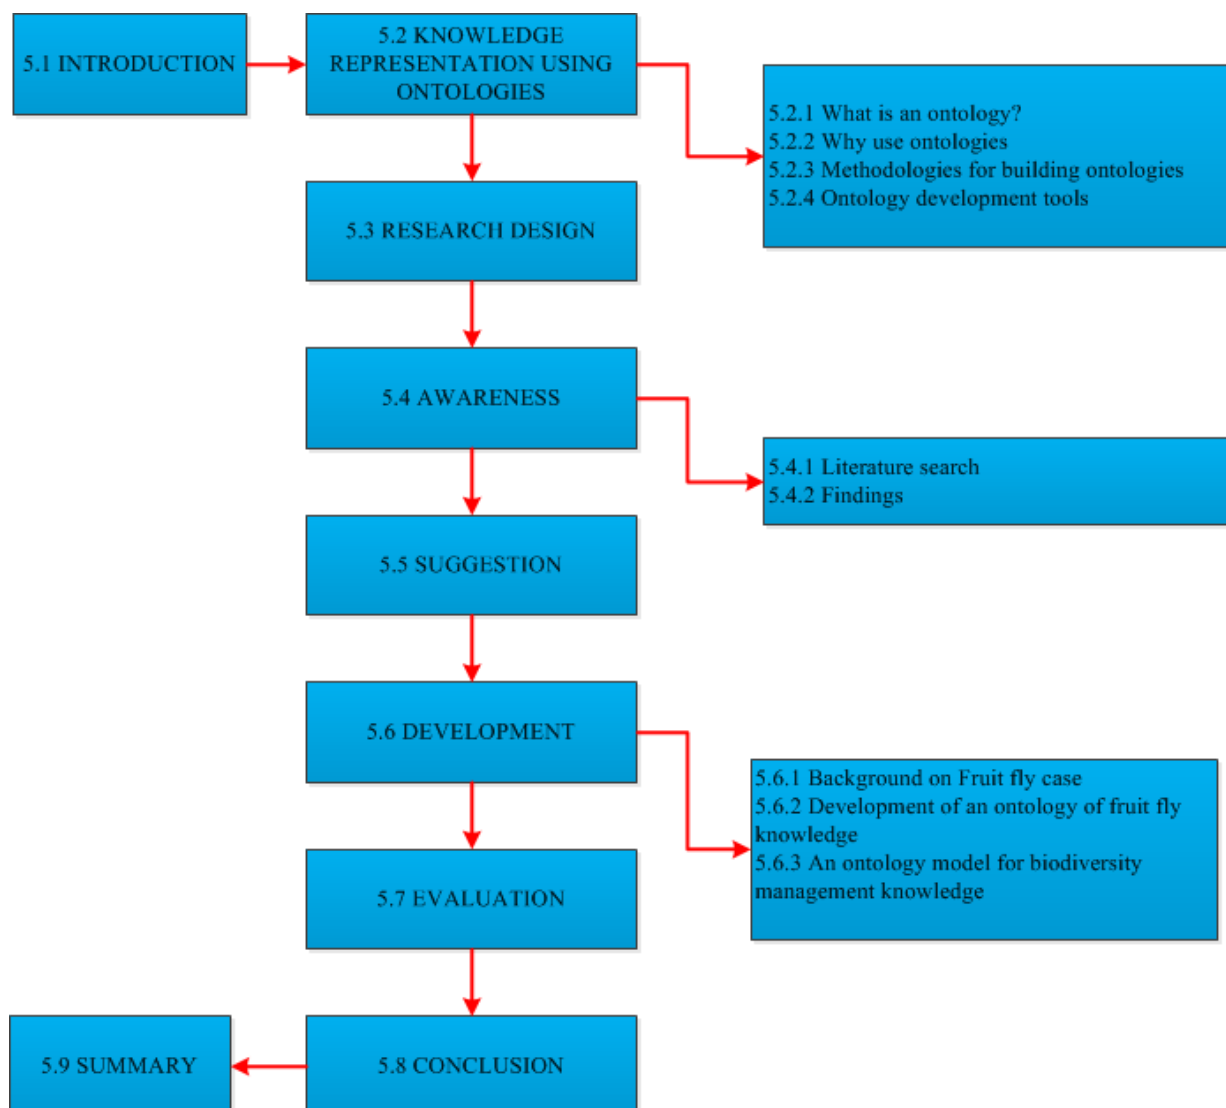 5.1 INTRODUCTION
5.2 KNOWLEDGE
REPRESENTATION USING
ONTOLOGIES
5.2.1 What is an ontology?
5.2.2 Why use ontologies
5.2.3 Methodologies for building ontologies
5.2.4 Ontology development tools
5.3 RESEARCH DESIGN
5.4 AWARENESS
5.4.1 Literature search
5.4.2 Findings
5.5 SUGGESTION
5.6 DEVELOPMENT
5.6.1 Background on Fruit fly case
5.6.2 Development of an ontology of fruit fly
knowledge
5.6.3 An ontology model for biodiversity
management knowledge
5.7 EVALUATION
5.8 CONCLUSION
5.9 SUMMARY